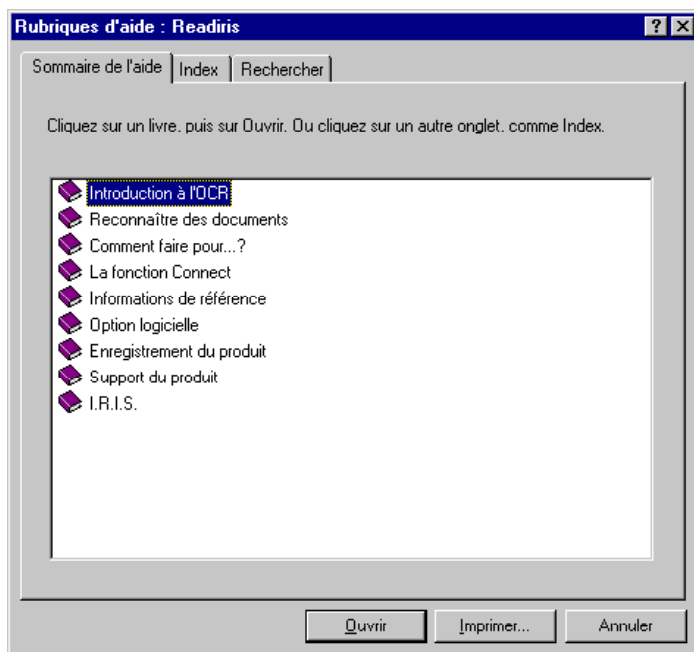 Rubriques d'aide : Readiris
Sommaire de l'aide Index Rechercher
Cliquez sur un livre, puis sur Ouvrir. Ou cliquez sur un autre onglet, comme Index.
Introduction à l'OCR
Reconnaître des documents
Comment faire pour...?
La fonction Connect
Informations de référence
Option logicielle
Enregistrement du produit
Support du produit
I.R.I.S.
Ouvrir Imprimer... Annuler